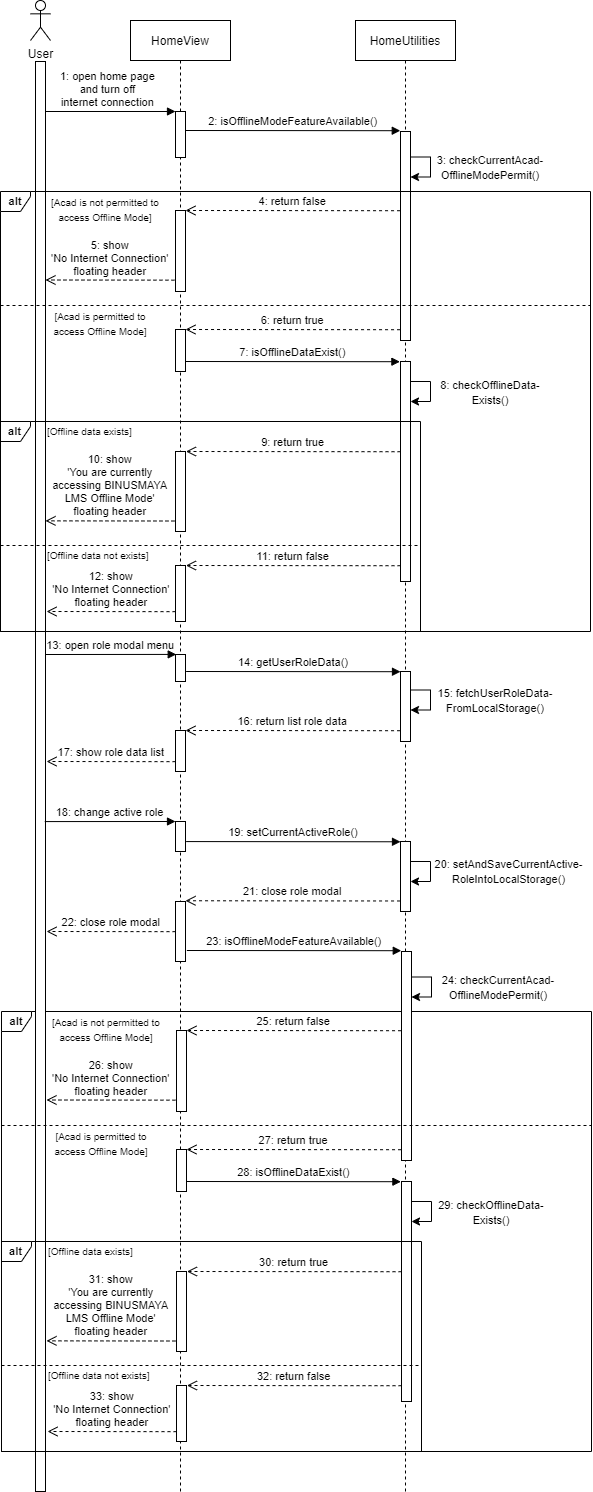 User
HomeView
HomeUtilities
1: open home page
and turn off
internet connection
2: isOfflineModeFeatureAvailable()
3: checkCurrentAcad-
OfflineModePermit()
alt
[Acad is not permitted to
access Offline Mode]
4: return false
5: show
'No Internet Connection'
floating header
[Acad is permitted to
access Offline Mode]
6: return true
7: isOfflineDataExist()
8: checkOfflineData-
Exists()
alt
[Offline data exists]
9: return true
10: show
'You are currently
accessing BINUSMAYA
LMS Offline Mode'
floating header
[Offline data not exists]
11: return false
12: show
'No Internet Connection'
floating header
13: open role modal menu
14: getUserRoleData()
15: fetchUserRoleData-
FromLocalStorage()
16: return list role data
17: show role data list
18: change active role
19: setCurrentActiveRole()
20: setAndSaveCurrentActive-
RoleIntoLocalStorage()
21: close role modal
22: close role modal
23: isOfflineModeFeatureAvailable()
24: checkCurrentAcad-
OfflineModePermit()
alt
[Acad is not permitted to
access Offline Mode]
25: return false
26: show
'No Internet Connection'
floating header
[Acad is permitted to
access Offline Mode]
27: return true
28: isOfflineDataExist()
29: checkOfflineData-
Exists()
alt
[Offline data exists]
30: return true
31: show
'You are currently
accessing BINUSMAYA
LMS Offline Mode'
floating header
[Offline data not exists]
32: return false
33: show
'No Internet Connection'
floating header